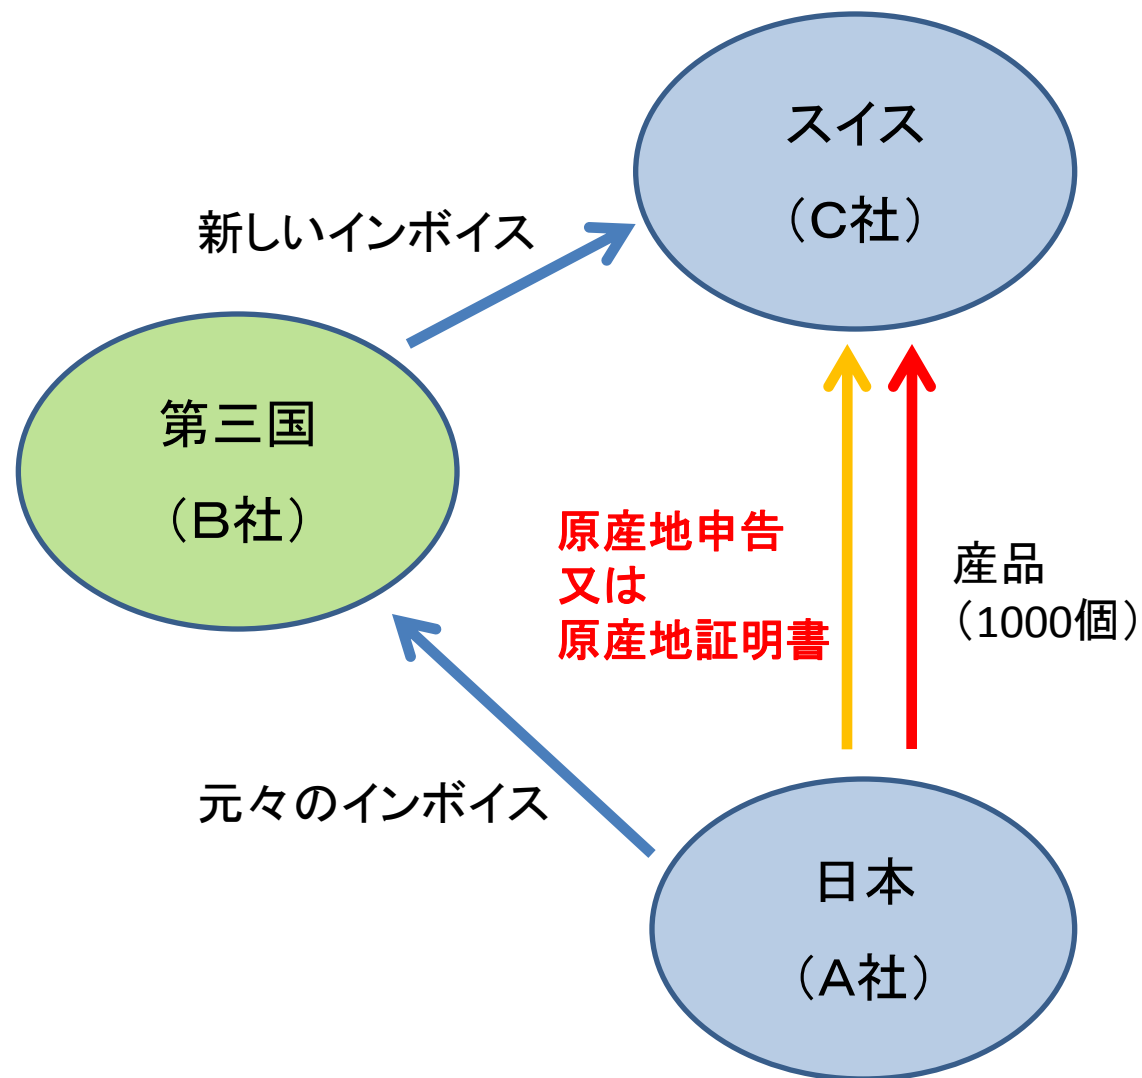 スイス
（C社）
新しいインボイス
第三国
（B社）
原産地申告
又は
原産地証明書
産品
（1000個）
元々のインボイス
日本
（A社）